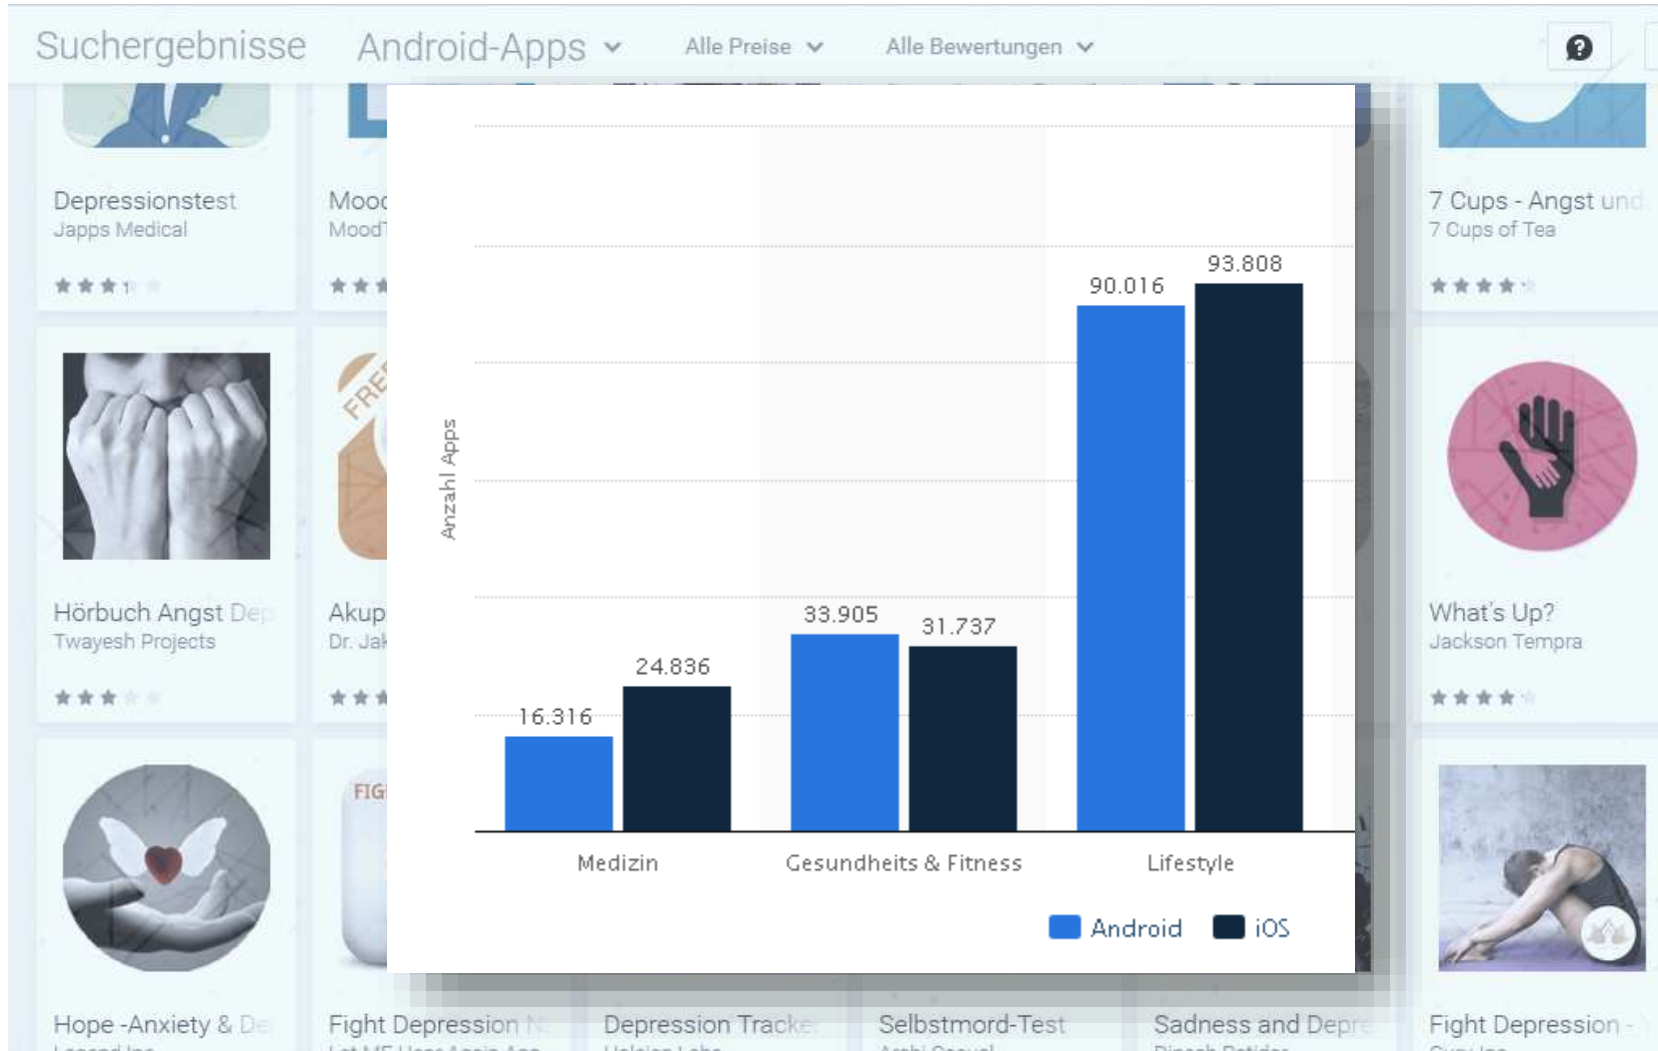 Suchergebnisse
Android-Apps
Alle Preise
Alle Bewertungen
Depressionstest
Japps Medical
7 Cups - Angst und
7 Cups of Tea
90.016
93.808
FREE
Anzahl Apps
Hörbuch Angst
Twayesh Projects
33.905
31.737
What's Up?
Jackson Tempra
24.836
16.316
Medizin
Gesundheits & Fitness
Lifestyle
Android
iOS
Hope -Anxiety &
Fight Depression
Depression Tracker
Selbstmord-Test
Sadness and
Fight Depression -